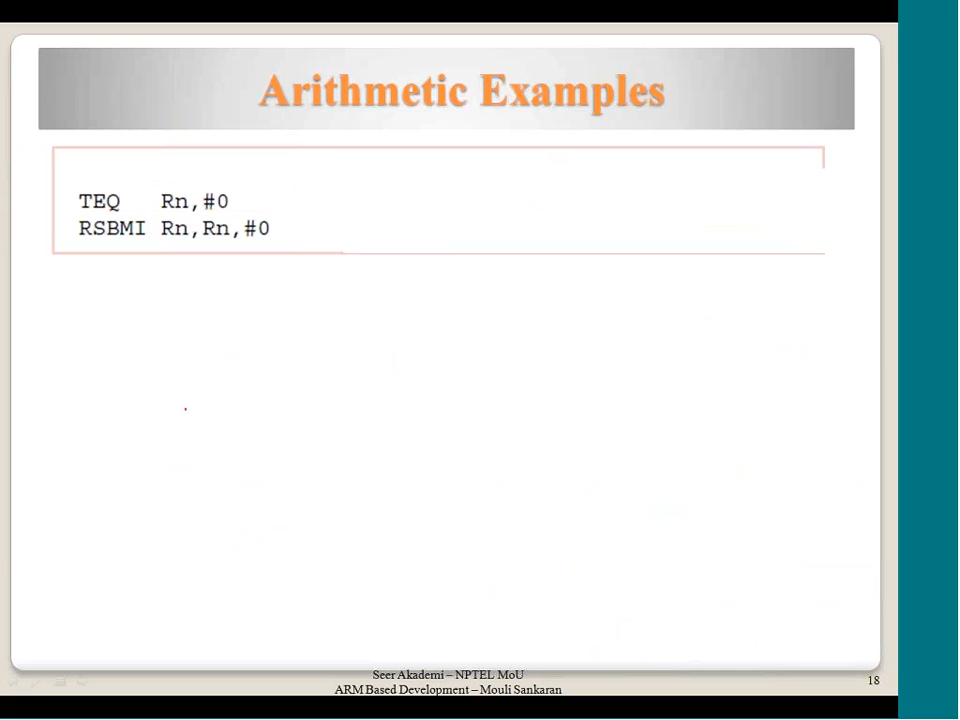 Arithmetic Examples
TEQ Rn,#0
RSBMI Rn,Rn,#0
Seer Akademi – NPTEL MoU
ARM Based Development – Mouli Sankaran
18